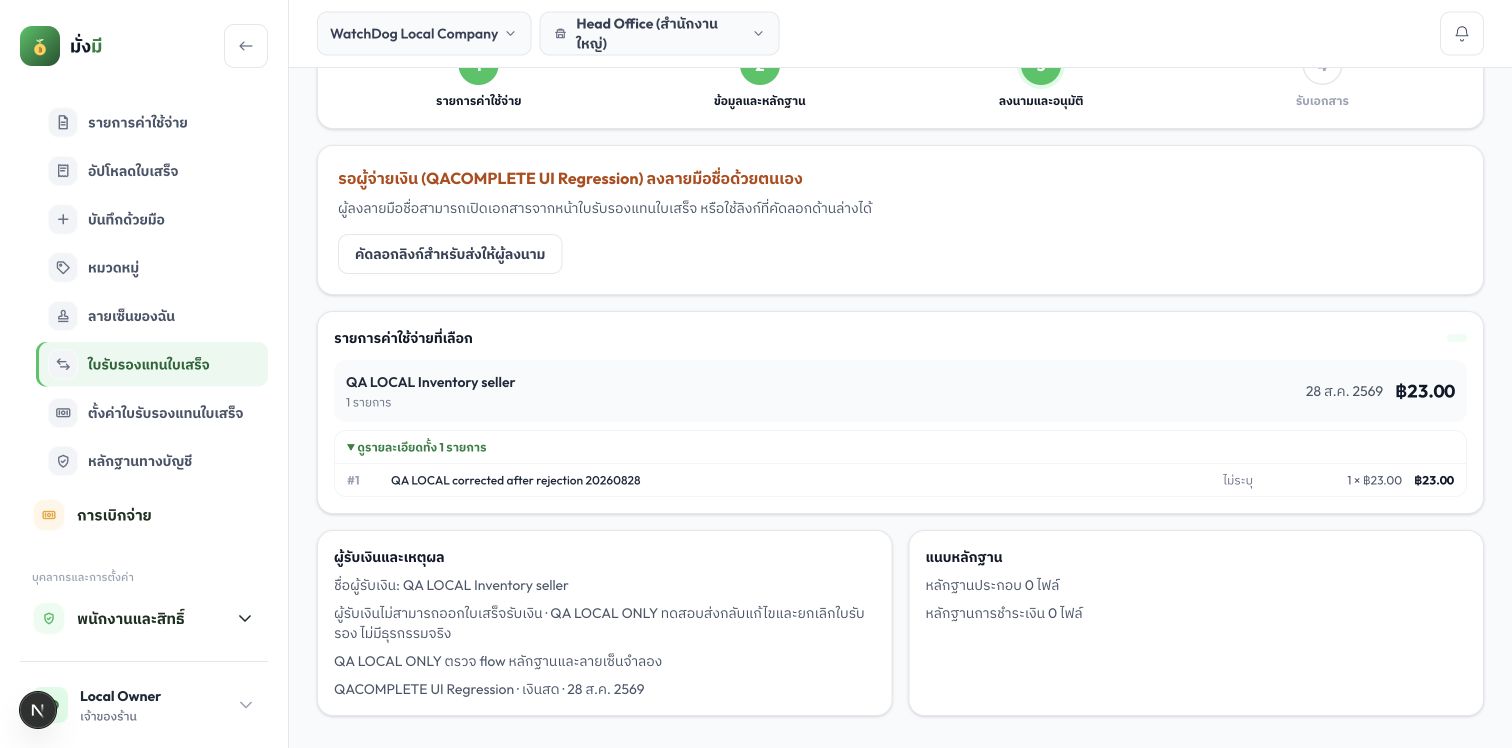 มั่งมี
WatchDog Local Company
Head Office (สำนักงาน
ใหญ่)
รายการค่าใช้จ่าย
ข้อมูลและหลักฐาน
ลงนามและอนุมัติ
รับเอกสาร
รายการค่าใช้จ่าย
อัปโหลดใบเสร็จ
บันทึกด้วยมือ
หมวดหมู่
ลายเซ็นของฉัน
ใบรับรองแทนใบเสร็จ
ตั้งค่าใบรับรองแทนใบเสร็จ
หลักฐานทางบัญชี
การเบิกจ่าย
บุคลากรและการตั้งค่า
พนักงานและสิทธิ์
N
Local Owner
เจ้าของร้าน
รอผู้จ่ายเงิน (QACOMPLETE UI Regression) ลงลายมือชื่อด้วยตนเอง
ผู้ลงลายมือชื่อสามารถเปิดเอกสารจากหน้าใบรับรองแทนใบเสร็จ หรือใช้ลิงก์ที่คัดลอกด้านล่างได้
คัดลอกลิงก์สำหรับส่งให้ผู้ลงนาม
รายการค่าใช้จ่ายที่เลือก
QA LOCAL Inventory seller
1 รายการ
28 ส.ค. 2569 ฿23.00
▼ ดูรายละเอียดทั้ง 1 รายการ
#1 QA LOCAL corrected after rejection 20260828 ไม่ระบุ 1 × ฿23.00 ฿23.00
ผู้รับเงินและเหตุผล
ชื่อผู้รับเงิน: QA LOCAL Inventory seller
ผู้รับเงินไม่สามารถออกใบเสร็จรับเงิน · QA LOCAL ONLY ทดสอบส่งกลับแก้ไขและยกเลิกใบรับ
รอง ไม่มีธุรกรรมจริง
QA LOCAL ONLY ตรวจ flow หลักฐานและลายเซ็นจำลอง
QACOMPLETE UI Regression · เงินสด · 28 ส.ค. 2569
แนบหลักฐาน
หลักฐานประกอบ 0 ไฟล์
หลักฐานการชำระเงิน 0 ไฟล์